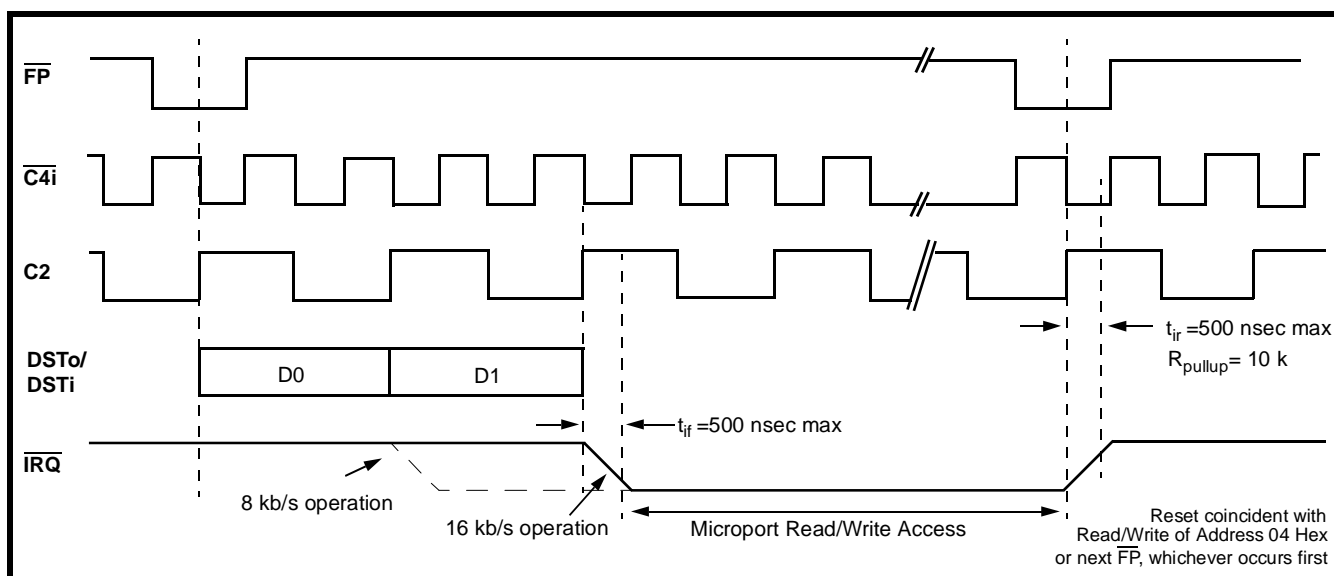 FP
C4i
C2
t_ir =500 nsec max
R_pullup= 10 k
DSTo/
DSTi
D0
D1
t_if =500 nsec max
IRQ
8 kb/s operation
16 kb/s operation
Microport Read/Write Access
Reset coincident with
Read/Write of Address 04 Hex
or next FP, whichever occurs first